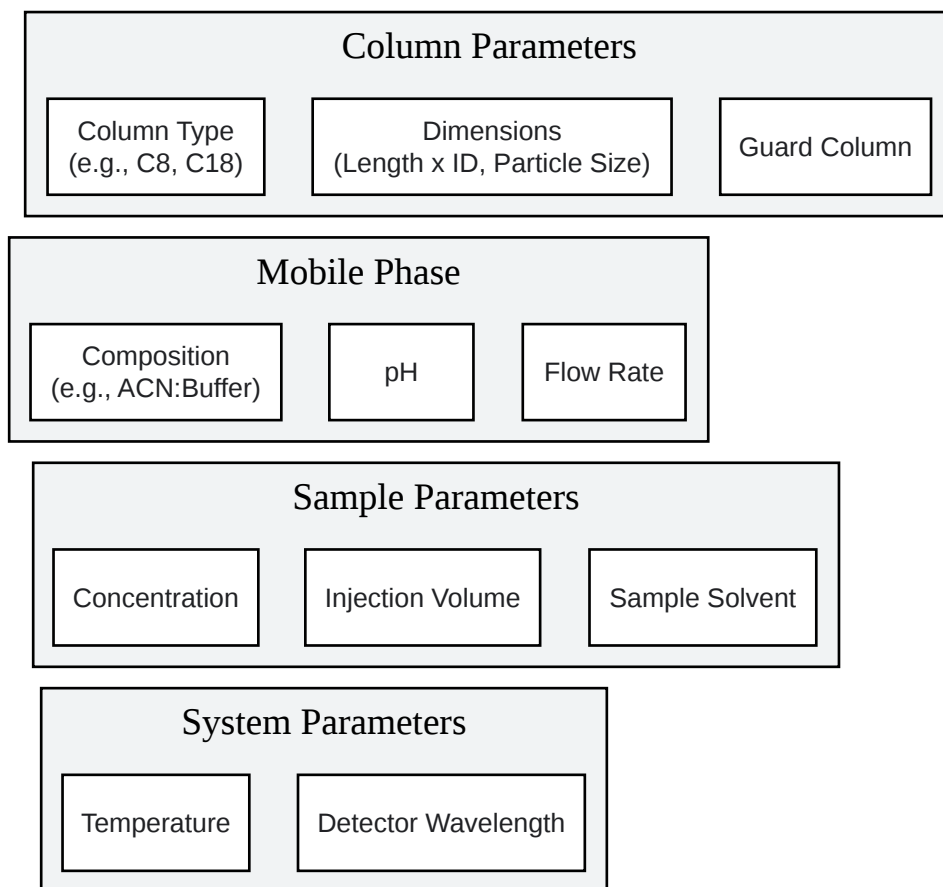 Column Parameters
Column Type
(e.g., C8, C18)
Dimensions
(Length x ID, Particle Size)
Guard Column
Mobile Phase
Composition
(e.g., ACN:Buffer)
pH
Flow Rate
Sample Parameters
Concentration
Injection Volume
Sample Solvent
System Parameters
Temperature
Detector Wavelength